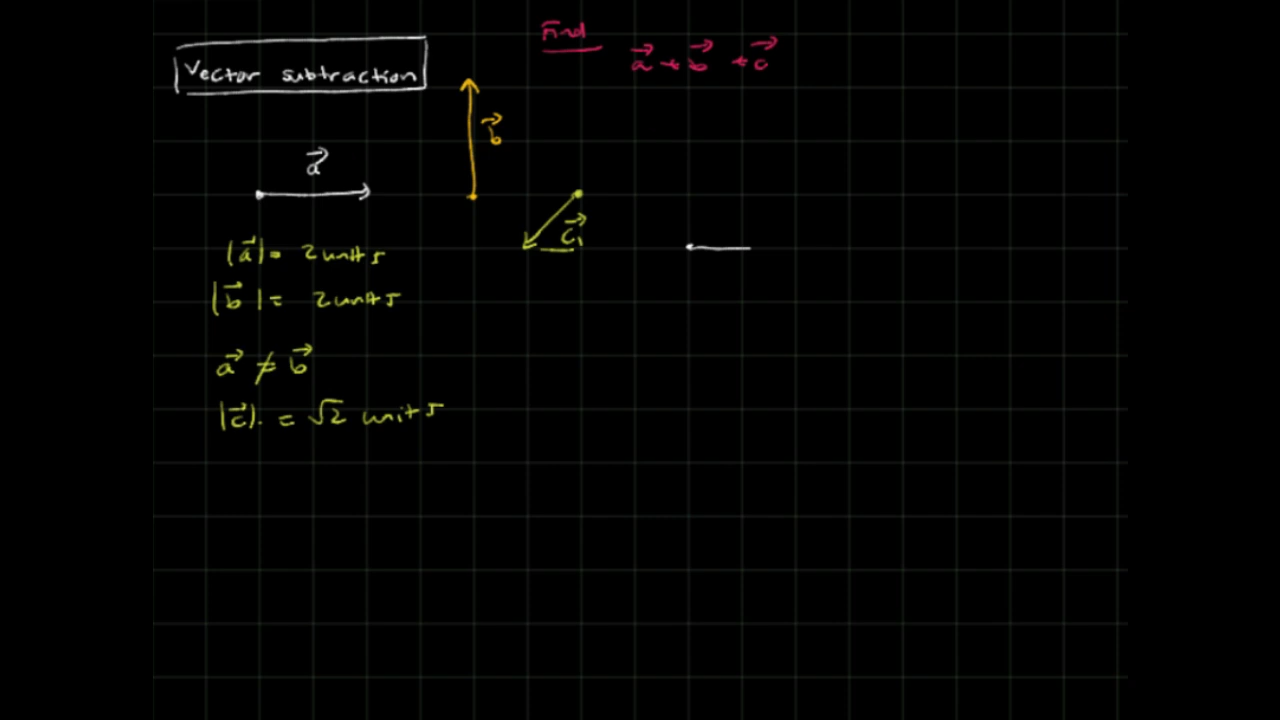 Find
a⃗ + b⃗ + c⃗
Vector subtraction
b⃗
a⃗
c⃗
|a⃗| = 2 units
|b⃗| = 2 units
a⃗ ≠ b⃗
|c⃗| = √2 units